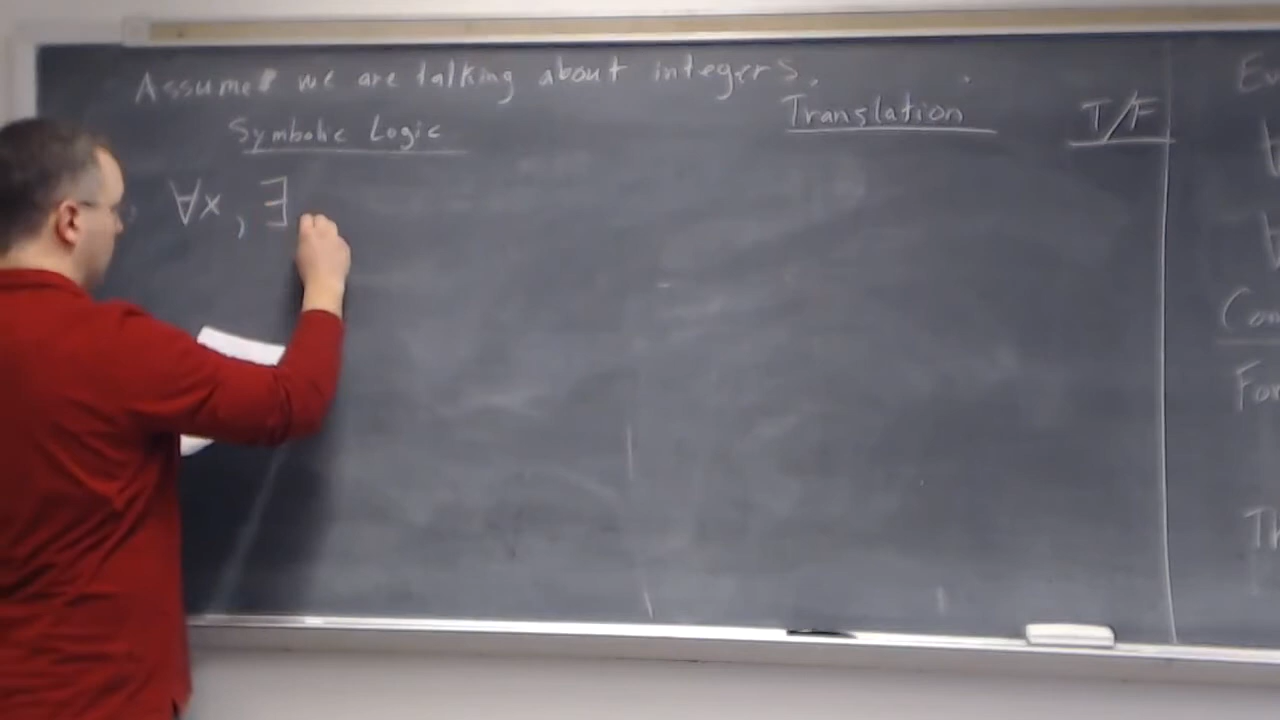 Assume we are talking about integers.
Symbolic Logic
Translation
T/F
∀x, ∃
∀
∀